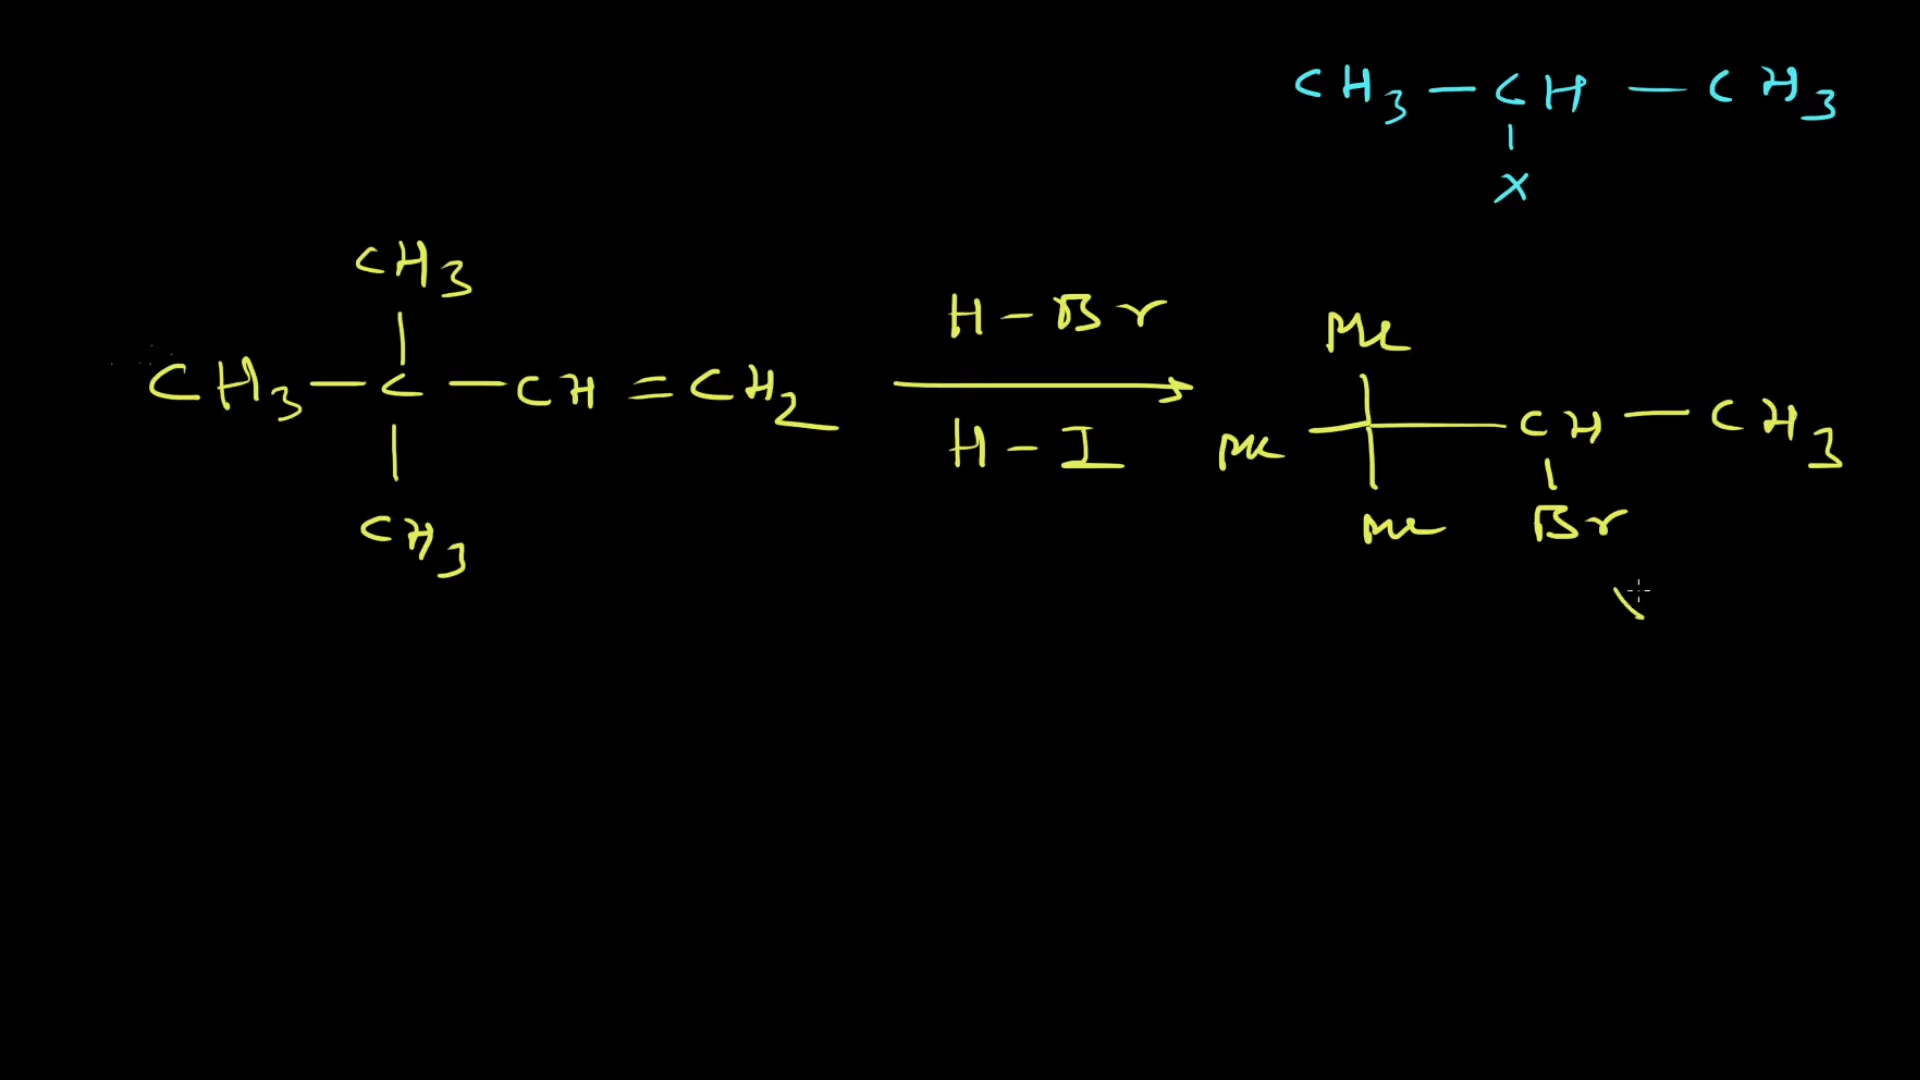 CH3 — CH — CH3
X
CH3
H - Br
Me
CH3 — C — CH = CH2
CH — CH3
H - I
Me
CH3
Me
Br